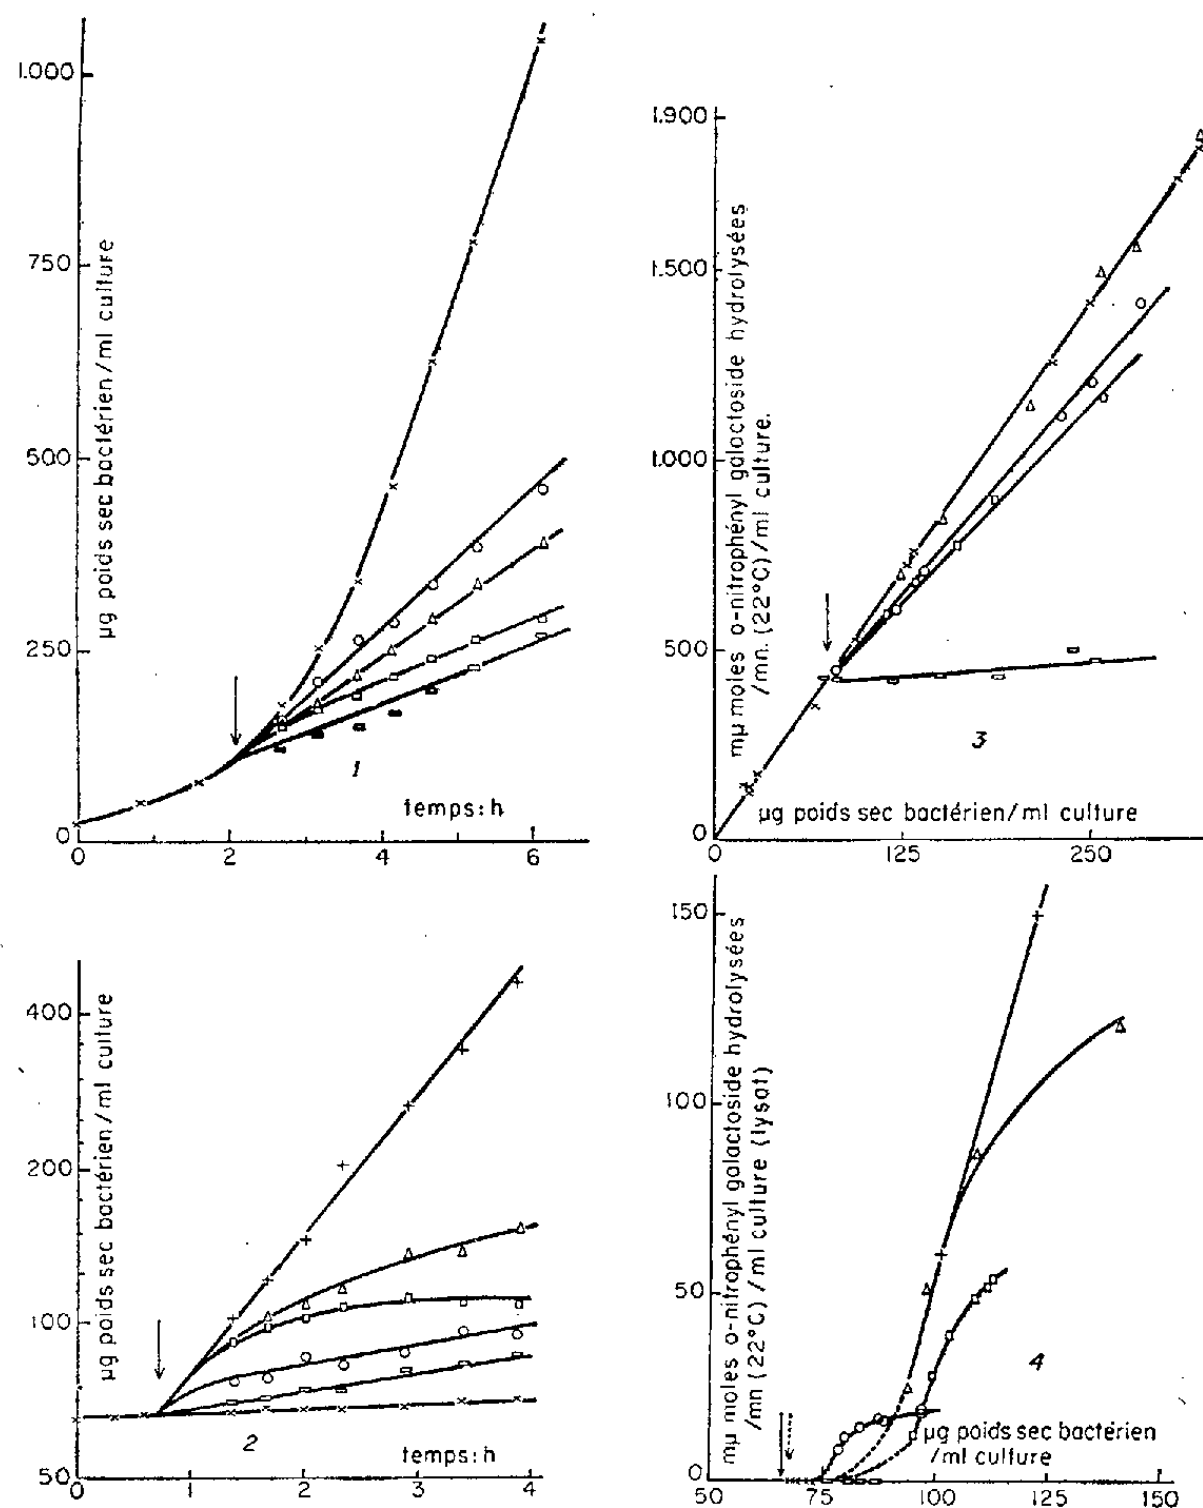 1.000
750
500
250
0
µg poids sec bactérien/ml culture
1
temps: h
0 2 4 6
1.900
1.500
1.000
500
0
mµ moles o-nitrophényl galactoside hydrolysées
/mn. (22°C)/ml culture.
3
µg poids sec bactérien/ml culture
0 125 250
400
200
100
50
µg poids sec bactérien/ml culture
2
temps: h
0 1 2 3 4
150
100
50
0
mµ moles o-nitrophényl galactoside hydrolysées
/mn (22°C)/ml culture (lysat)
4
µg poids sec bactérien
/ml culture
50 75 100 125 150